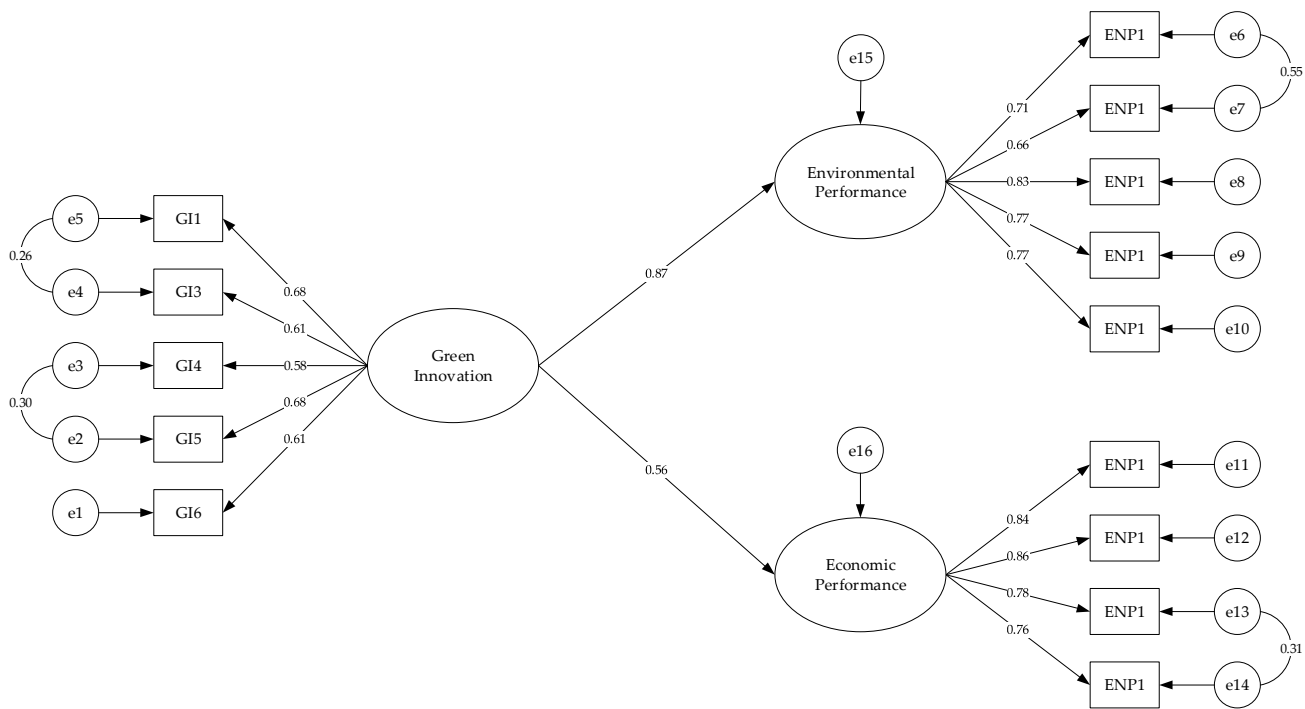 e5
GI1
0.26
e4
GI3
e3
GI4
0.30
e2
GI5
e1
GI6
0.68
0.61
0.58
0.68
0.61
Green
Innovation
0.87
0.56
e15
Environmental
Performance
0.71
0.66
0.83
0.77
0.77
ENP1
e6
0.55
ENP1
e7
ENP1
e8
ENP1
e9
ENP1
e10
e16
Economic
Performance
0.84
0.86
0.78
0.76
ENP1
e11
ENP1
e12
ENP1
e13
0.31
ENP1
e14